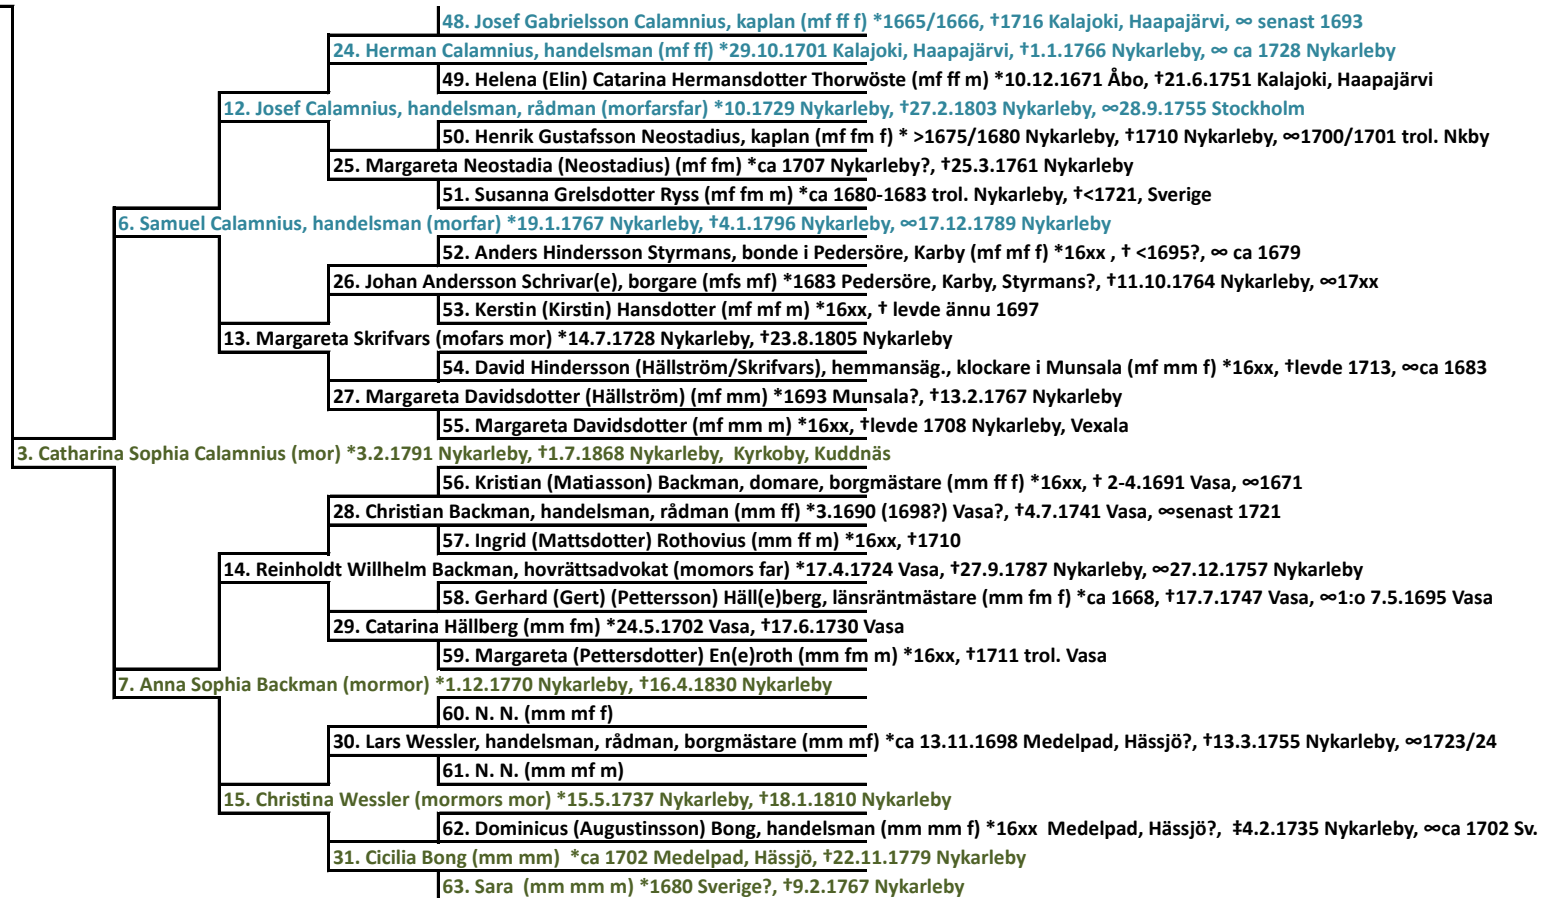 48. Josef Gabrielsson Calamnius, kaplan (mf ff f) *1665/1666, †1716 Kalajoki, Haapajärvi, ∞ senast 1693
24. Herman Calamnius, handelsman (mf ff) *29.10.1701 Kalajoki, Haapajärvi, †1.1.1766 Nykarleby, ∞ ca 1728 Nykarleby
49. Helena (Elin) Catarina Hermansdotter Thorwöste (mf ff m) *10.12.1671 Åbo, †21.6.1751 Kalajoki, Haapajärvi
12. Josef Calamnius, handelsman, rådman (morfarsfar) *10.1729 Nykarleby, †27.2.1803 Nykarleby, ∞28.9.1755 Stockholm
50. Henrik Gustafsson Neostadius, kaplan (mf fm f) * >1675/1680 Nykarleby, †1710 Nykarleby, ∞1700/1701 trol. Nkby
25. Margareta Neostadia (Neostadius) (mf fm) *ca 1707 Nykarleby?, †25.3.1761 Nykarleby
51. Susanna Grelsdotter Ryss (mf fm m) *ca 1680-1683 trol. Nykarleby, †<1721, Sverige
6. Samuel Calamnius, handelsman (morfar) *19.1.1767 Nykarleby, †4.1.1796 Nykarleby, ∞17.12.1789 Nykarleby
52. Anders Hindersson Styrmans, bonde i Pedersöre, Karby (mf mf f) *16xx , † <1695?, ∞ ca 1679
26. Johan Andersson Schrivar(e), borgare (mfs mf) *1683 Pedersöre, Karby, Styrmans?, †11.10.1764 Nykarleby, ∞17xx
53. Kerstin (Kirstin) Hansdotter (mf mf m) *16xx, † levde ännu 1697
13. Margareta Skrifvars (mofars mor) *14.7.1728 Nykarleby, †23.8.1805 Nykarleby
54. David Hindersson (Hällström/Skrifvars), hemmansäg., klockare i Munsala (mf mm f) *16xx, †levde 1713, ∞ca 1683
27. Margareta Davidsdotter (Hällström) (mf mm) *1693 Munsala?, †13.2.1767 Nykarleby
55. Margareta Davidsdotter (mf mm m) *16xx, †levde 1708 Nykarleby, Vexala
3. Catharina Sophia Calamnius (mor) *3.2.1791 Nykarleby, †1.7.1868 Nykarleby, Kyrkoby, Kuddnäs
56. Kristian (Matiasson) Backman, domare, borgmästare (mm ff f) *16xx, † 2-4.1691 Vasa, ∞1671
28. Christian Backman, handelsman, rådman (mm ff) *3.1690 (1698?) Vasa?, †4.7.1741 Vasa, ∞senast 1721
57. Ingrid (Mattsdotter) Rothovius (mm ff m) *16xx, †1710
14. Reinholdt Willhelm Backman, hovrättsadvokat (momors far) *17.4.1724 Vasa, †27.9.1787 Nykarleby, ∞27.12.1757 Nykarleby
58. Gerhard (Gert) (Pettersson) Häll(e)berg, länsräntmästare (mm fm f) *ca 1668, †17.7.1747 Vasa, ∞1:o 7.5.1695 Vasa
29. Catarina Hällberg (mm fm) *24.5.1702 Vasa, †17.6.1730 Vasa
59. Margareta (Pettersdotter) En(e)roth (mm fm m) *16xx, †1711 trol. Vasa
7. Anna Sophia Backman (mormor) *1.12.1770 Nykarleby, †16.4.1830 Nykarleby
60. N. N. (mm mf f)
30. Lars Wessler, handelsman, rådman, borgmästare (mm mf) *ca 13.11.1698 Medelpad, Hässjö?, †13.3.1755 Nykarleby, ∞1723/24
61. N. N. (mm mf m)
15. Christina Wessler (mormors mor) *15.5.1737 Nykarleby, †18.1.1810 Nykarleby
62. Dominicus (Augustinsson) Bong, handelsman (mm mm f) *16xx Medelpad, Hässjö?, ‡4.2.1735 Nykarleby, ∞ca 1702 Sv.
31. Cicilia Bong (mm mm) *ca 1702 Medelpad, Hässjö, †22.11.1779 Nykarleby
63. Sara (mm mm m) *1680 Sverige?, †9.2.1767 Nykarleby